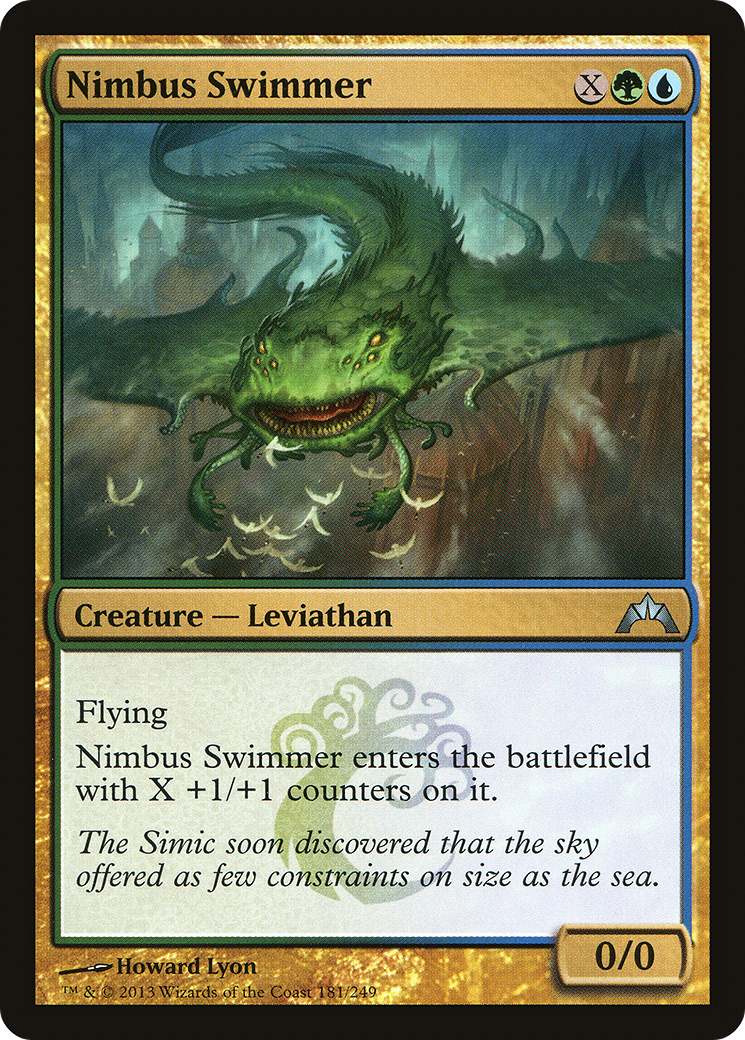 Nimbus Swimmer X
Creature — Leviathan
Flying
Nimbus Swimmer enters the battlefield
with X +1/+1 counters on it.
The Simic soon discovered that the sky
offered as few constraints on size as the sea.
0/0
Howard Lyon
™ & © 2013 Wizards of the Coast 181/249